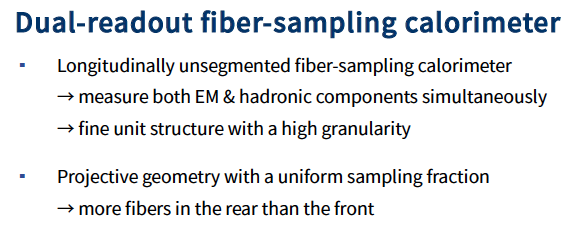 Dual-readout fiber-sampling calorimeter
▪ Longitudinally unsegmented fiber-sampling calorimeter
→ measure both EM & hadronic components simultaneously
→ fine unit structure with a high granularity
▪ Projective geometry with a uniform sampling fraction
→ more fibers in the rear than the front